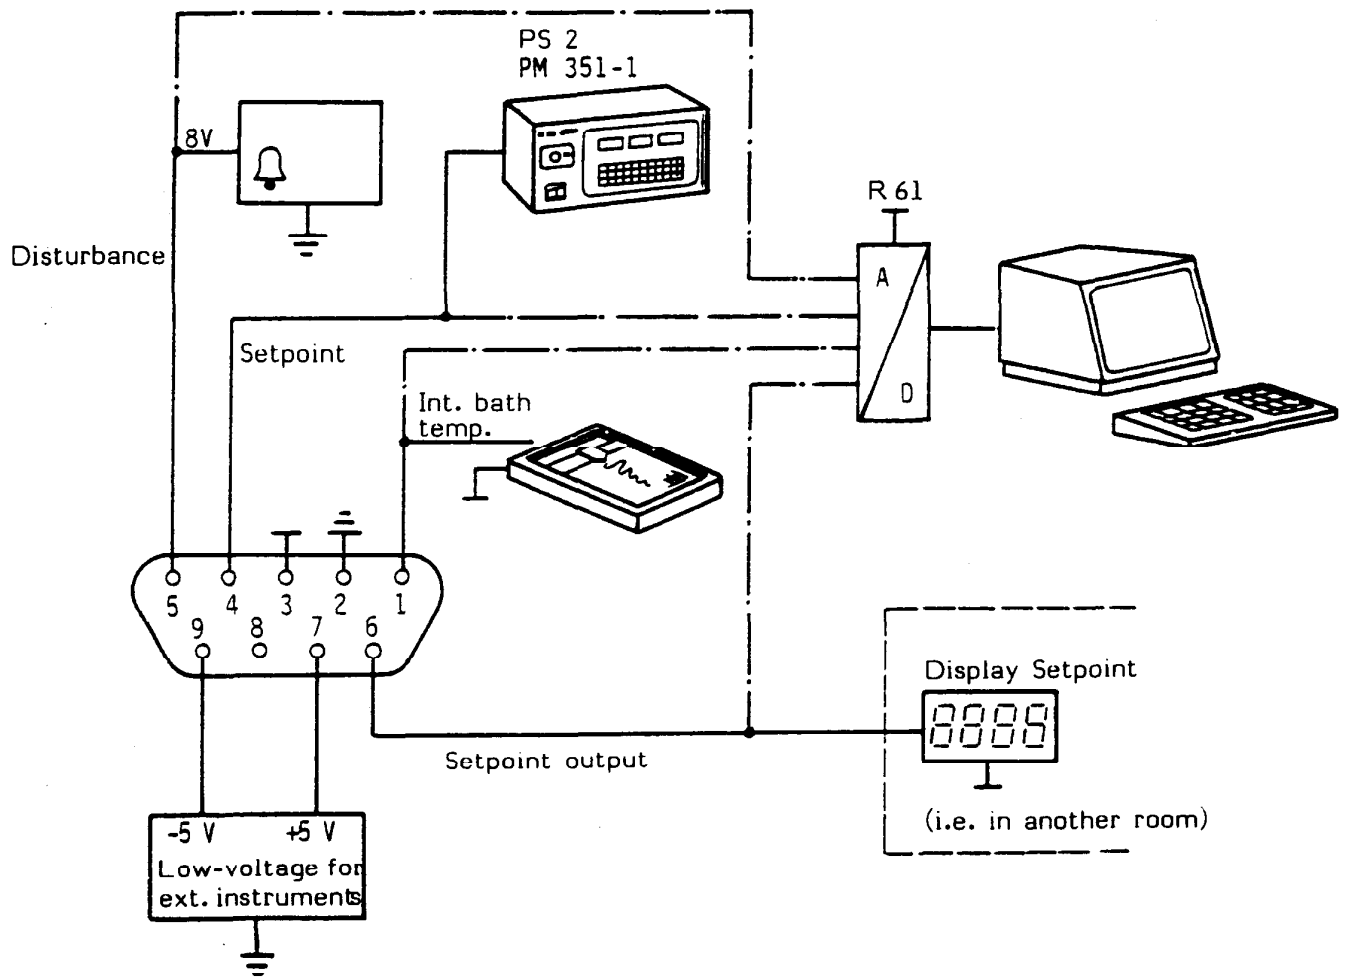 PS 2
PM 351-1
8V
R 61
Disturbance
A
Setpoint
D
Int. bath
temp.
5 4 3 2 1
9 8 7 6
Display Setpoint
8888
Setpoint output
(i.e. in another room)
-5 V +5 V
Low-voltage for
ext. instruments